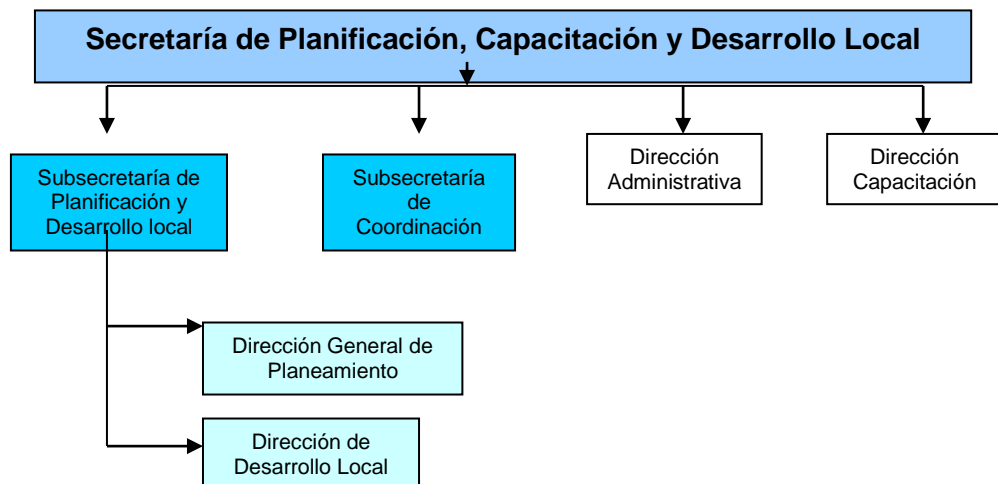 Secretaría de Planificación, Capacitación y Desarrollo Local
Subsecretaría de
Planificación y
Desarrollo local
Subsecretaría
de
Coordinación
Dirección
Administrativa
Dirección
Capacitación
Dirección General de
Planeamiento
Dirección de
Desarrollo Local